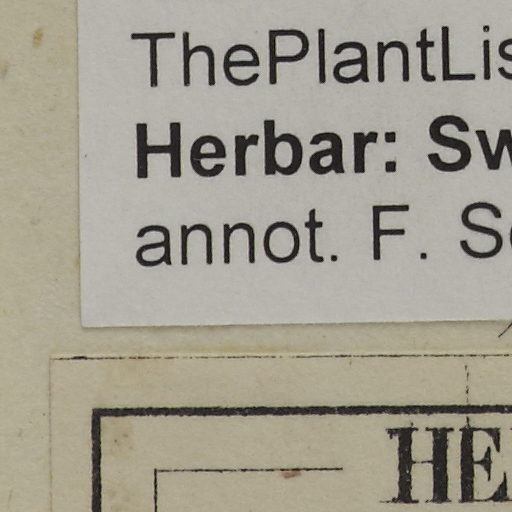 ThePlantLis
Herbar: Sw
annot. F. S
HE